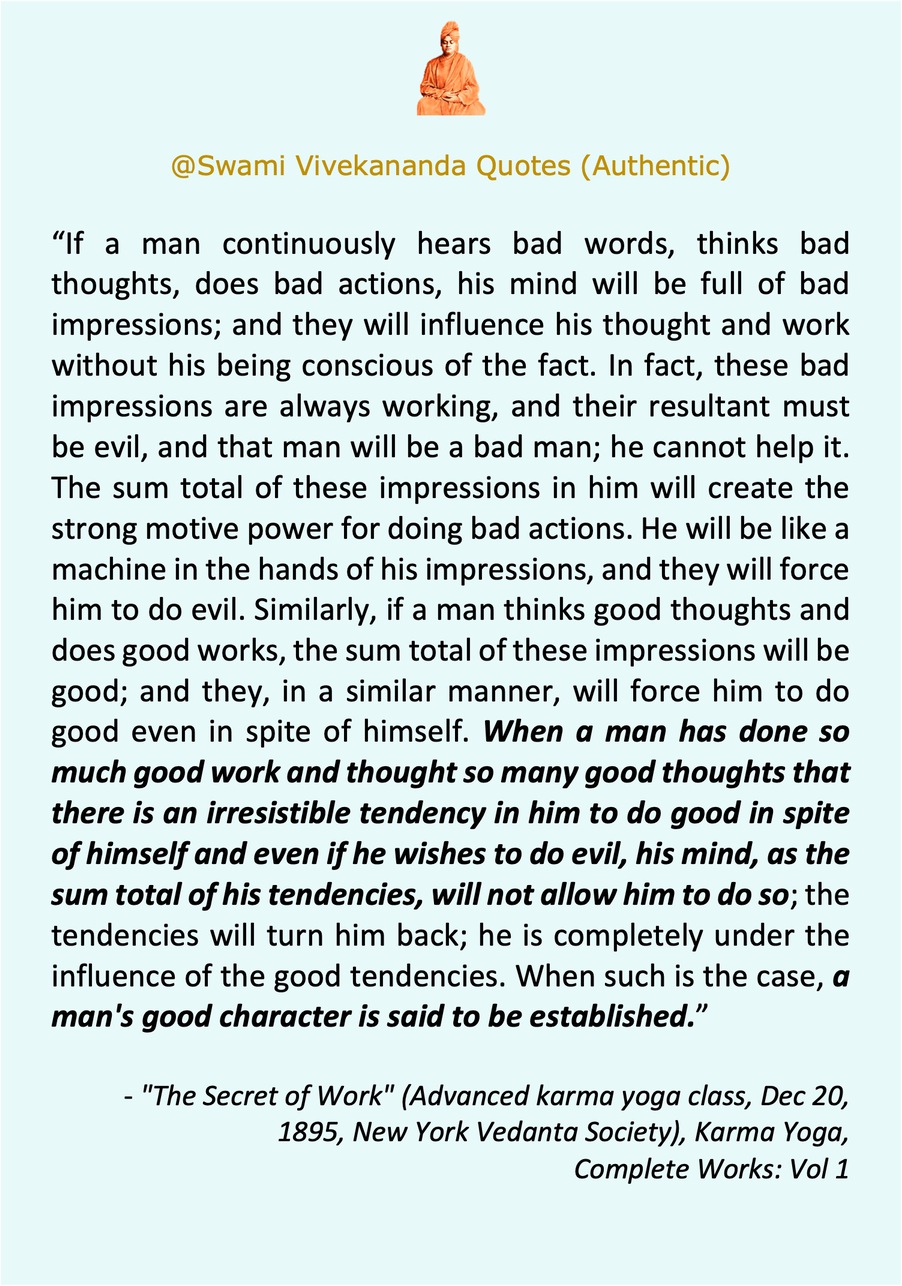 @Swami Vivekananda Quotes (Authentic)
“If a man continuously hears bad words, thinks bad
thoughts, does bad actions, his mind will be full of bad
impressions; and they will influence his thought and work
without his being conscious of the fact. In fact, these bad
impressions are always working, and their resultant must
be evil, and that man will be a bad man; he cannot help it.
The sum total of these impressions in him will create the
strong motive power for doing bad actions. He will be like a
machine in the hands of his impressions, and they will force
him to do evil. Similarly, if a man thinks good thoughts and
does good works, the sum total of these impressions will be
good; and they, in a similar manner, will force him to do
good even in spite of himself. When a man has done so
much good work and thought so many good thoughts that
there is an irresistible tendency in him to do good in spite
of himself and even if he wishes to do evil, his mind, as the
sum total of his tendencies, will not allow him to do so; the
tendencies will turn him back; he is completely under the
influence of the good tendencies. When such is the case, a
man's good character is said to be established.”
- "The Secret of Work" (Advanced karma yoga class, Dec 20,
1895, New York Vedanta Society), Karma Yoga,
Complete Works: Vol 1